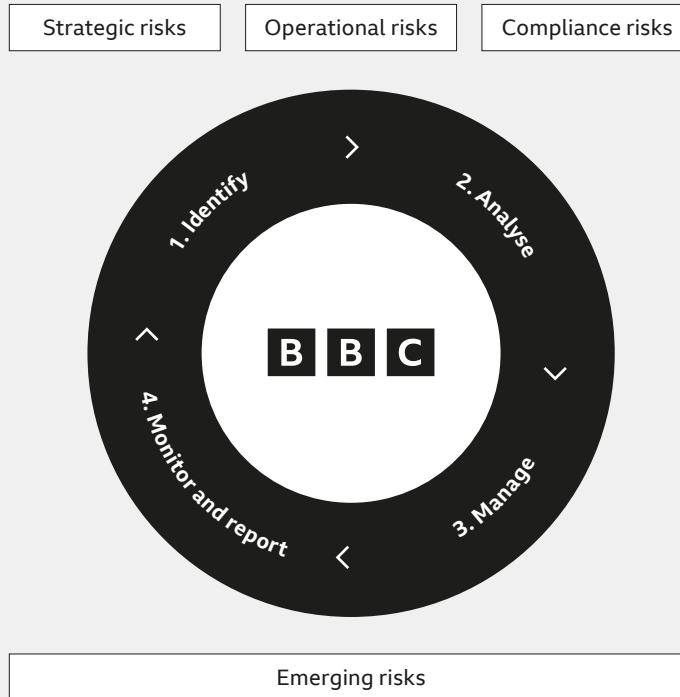 Strategic risks
Operational risks
Compliance risks
1. Identify
2. Analyse
BBC
3. Manage
4. Monitor and report
Emerging risks